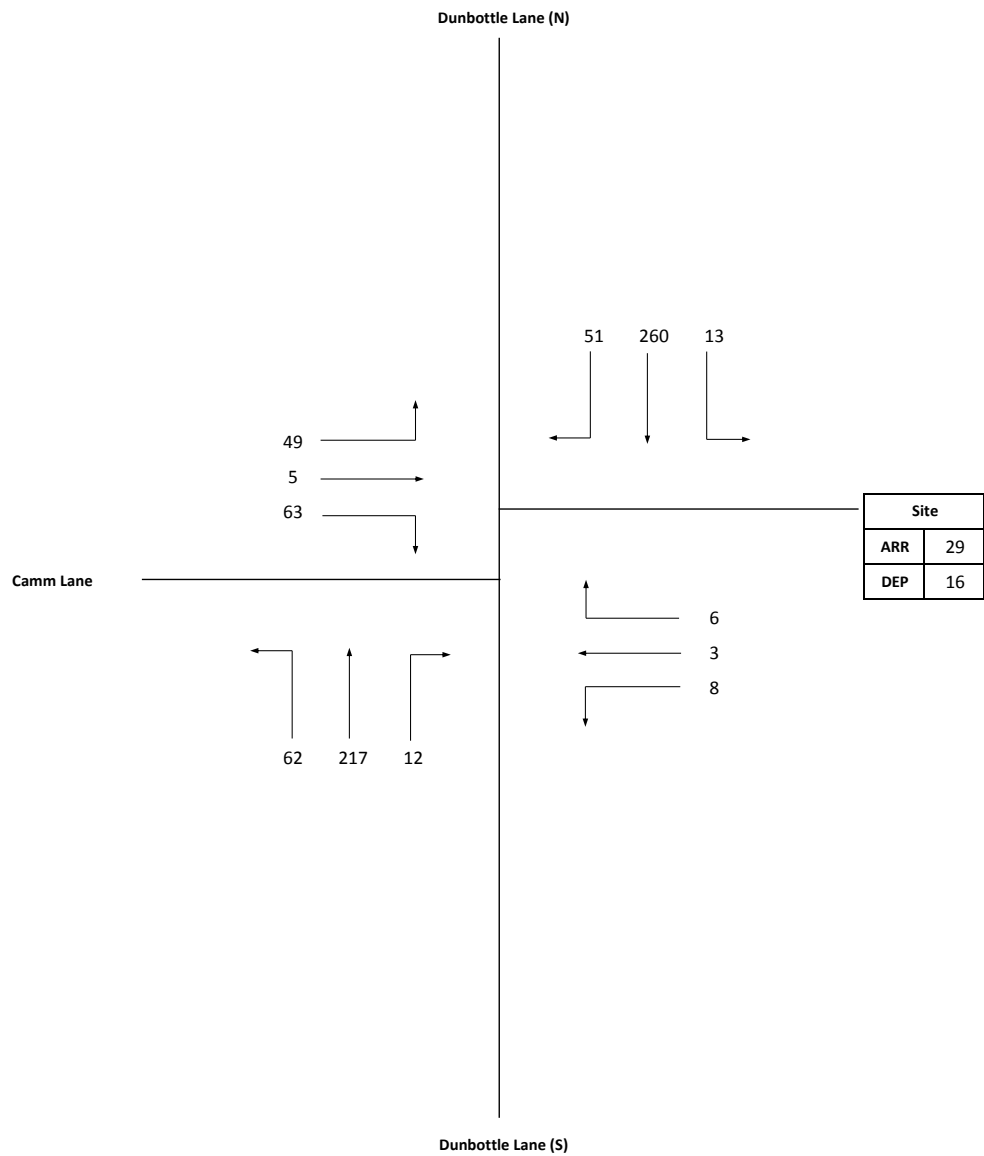 Dunbottle Lane (N)
51 260 13
49
5
63
Site
ARR 29
DEP 16
Camm Lane
6
3
8
62 217 12
Dunbottle Lane (S)